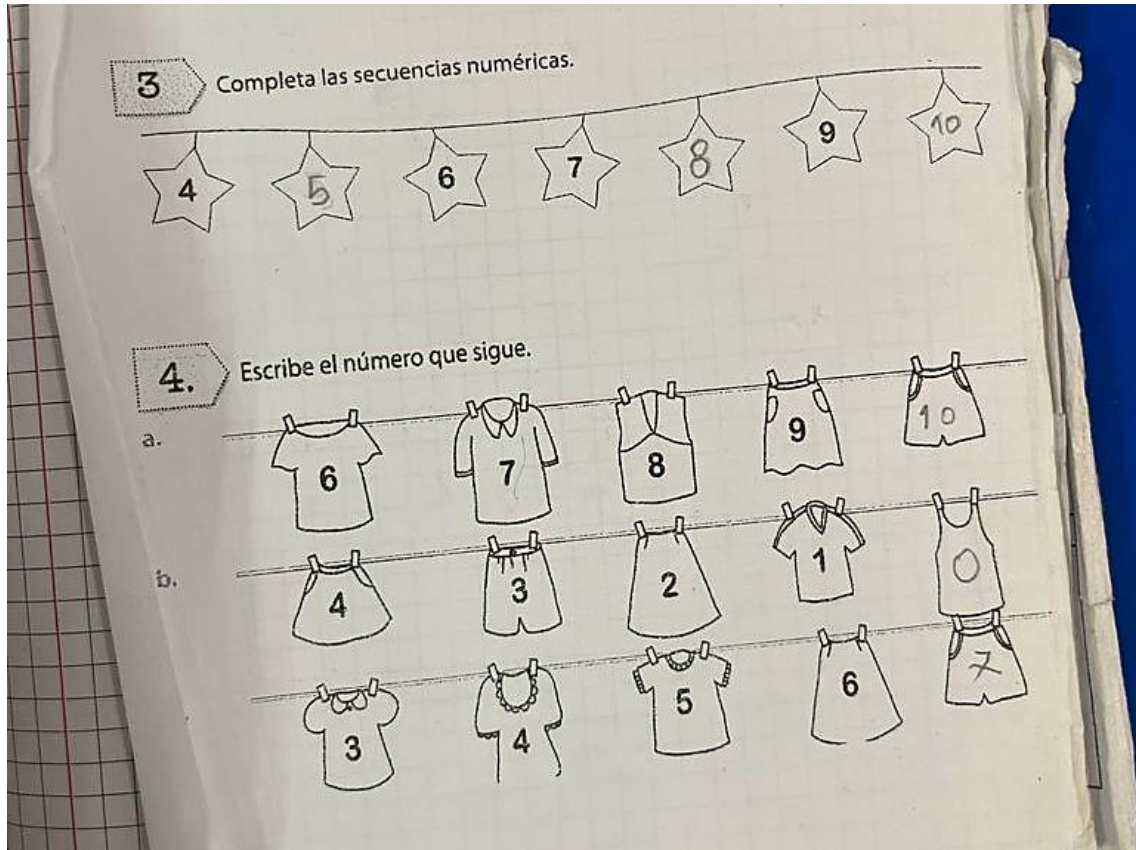 3 Completa las secuencias numéricas.
4 5 6 7 8 9 10
4. Escribe el número que sigue.
a. 6 7 8 9 10
b. 4 3 2 1 0
3 4 5 6 7